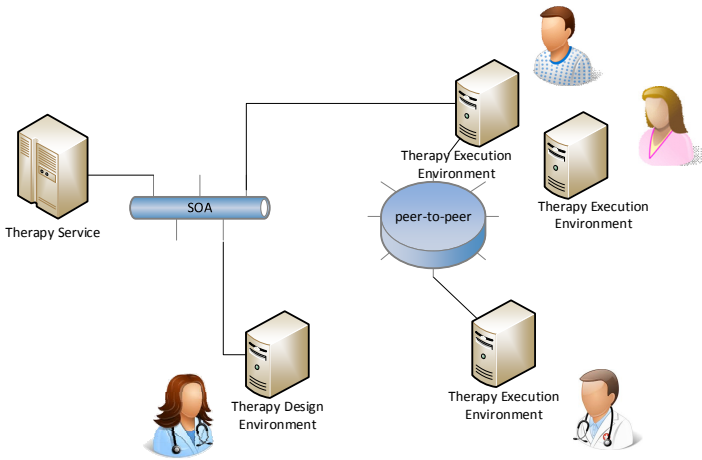 Therapy Execution
Environment
Therapy Execution
Environment
SOA
peer-to-peer
Therapy Service
Therapy Design
Environment
Therapy Execution
Environment